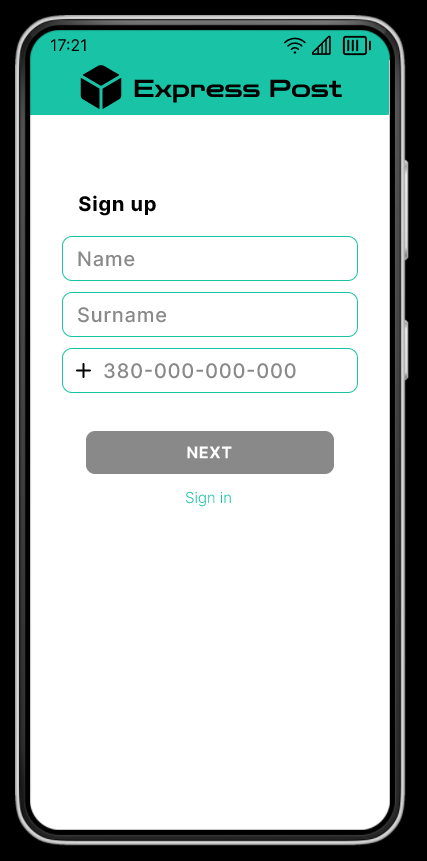 17:21
Express Post
Sign up
Name
Surname
+ 380-000-000-000
NEXT
Sign in